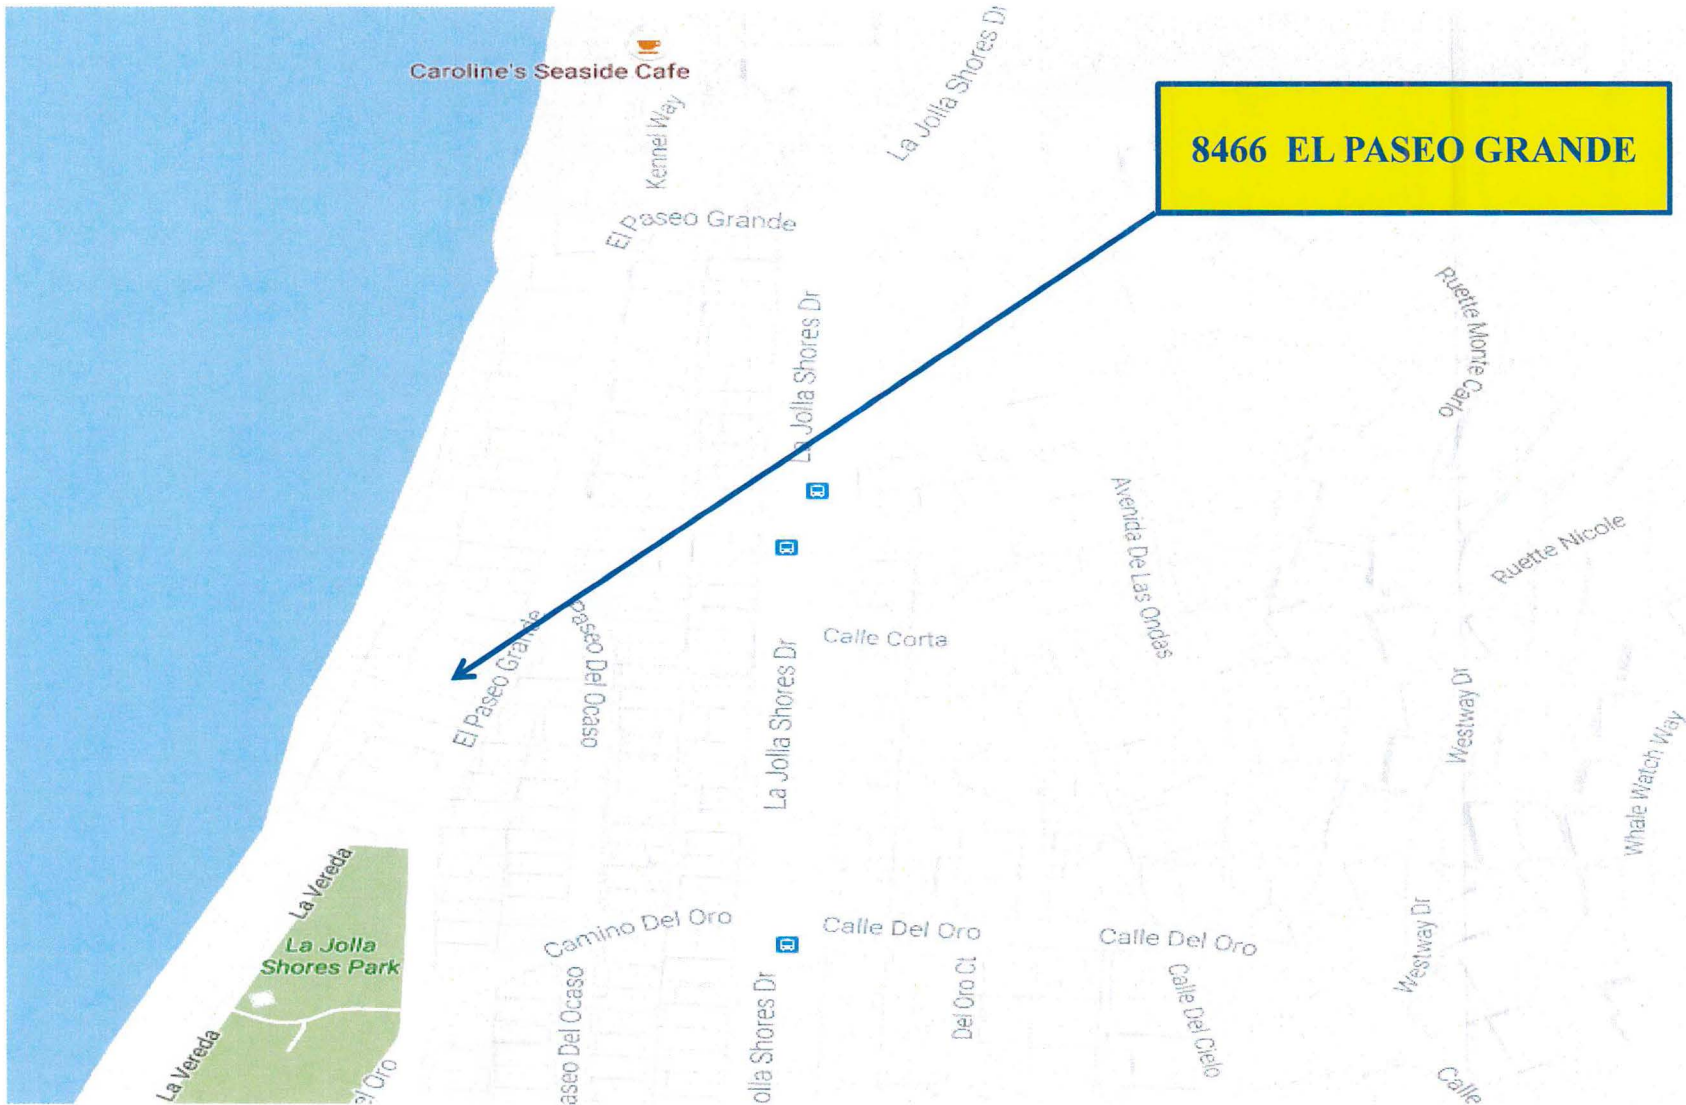 La Jolla Shores Dr
Caroline's Seaside Cafe
Kennel Way
8466 EL PASEO GRANDE
El Paseo Grande
La Jolla Shores Dr
Ruette Monte Carlo
Avenida De Las Ondas
Ruette Nicole
El Paseo Grande
Paseo Del Ocaso
Calle Corta
La Jolla Shores Dr
Westway Dr
Whale Watch Way
La Vereda
La Jolla
Shores Park
Camino Del Oro
Calle Del Oro
Calle Del Oro
Westway Dr
aseo Del Ocaso
olla Shores Dr
Del Oro Ct
Calle Del Cielo
La Vereda
el Oro
Calle